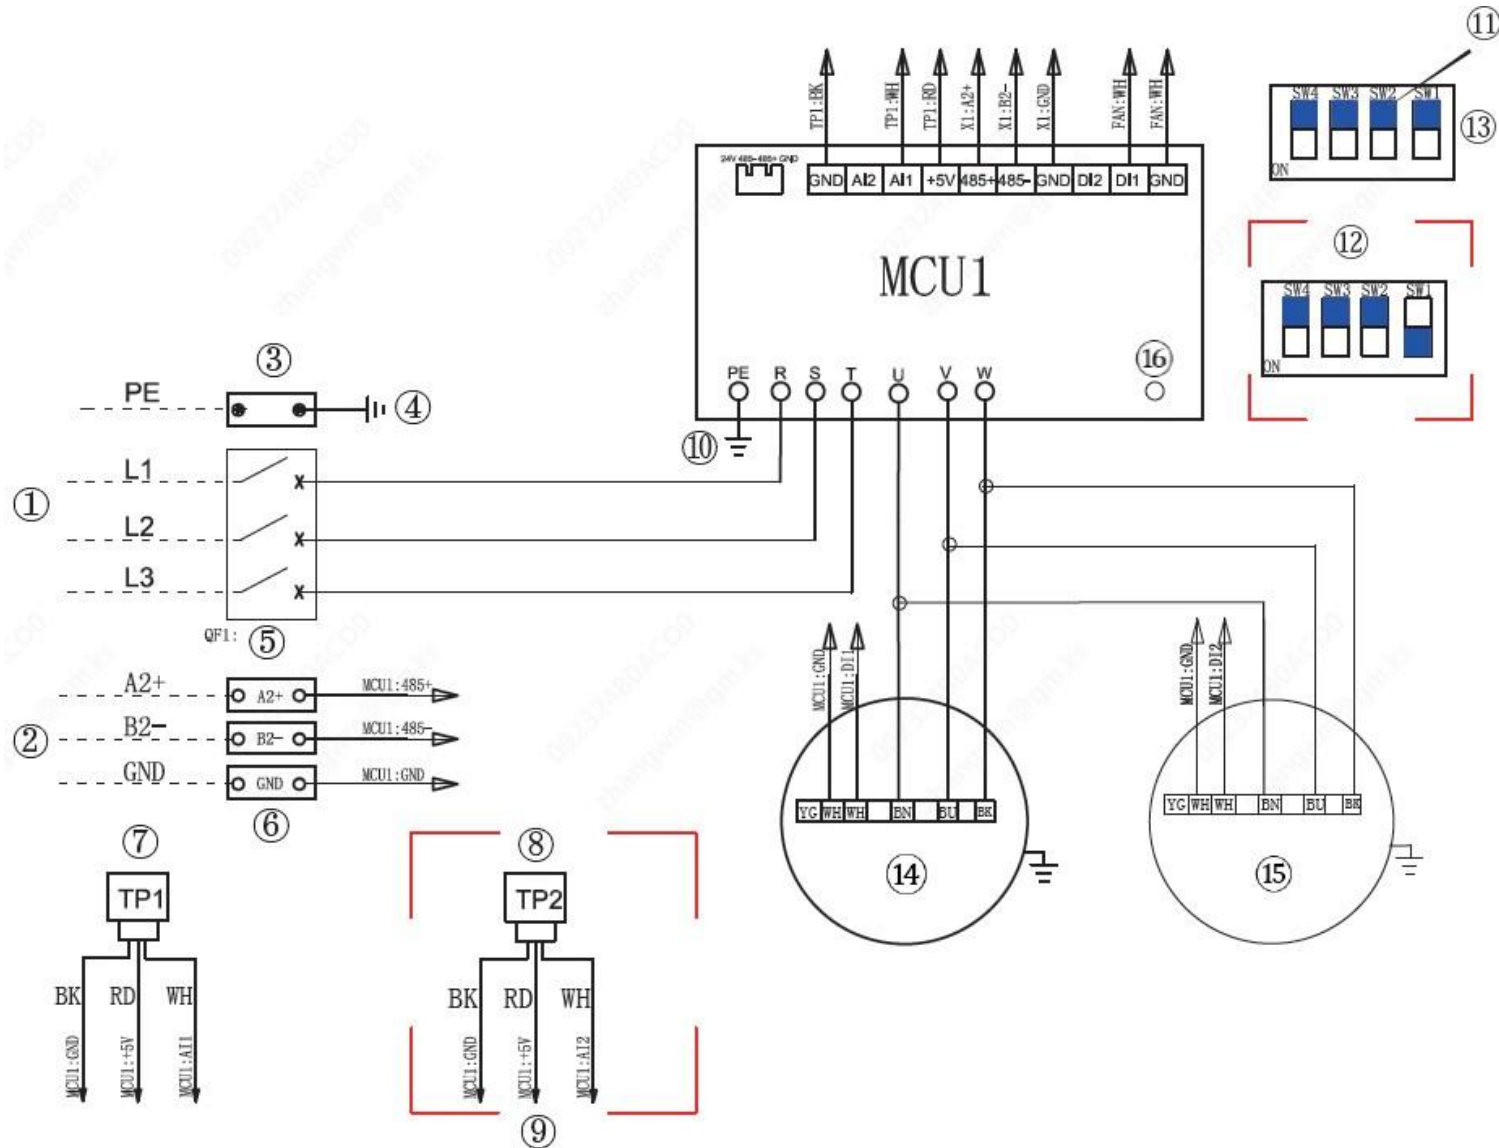 ⑪
TP1:BK
TP1:WH
TP1:RD
X1:A2+
X1:B2-
X1:GND
FAN:WH
FAN:WH
SW4 SW3 SW2 SW1
⑬
ON
24V 485-485+ GND
GND AI2 AI1 +5V 485+ 485- GND DI2 DI1 GND
MCU1
⑫
SW4 SW3 SW2 SW1
ON
PE R S T U V W
⑯
⑩
③
PE
④
L1
①
L2
L3
QF1: ⑤
A2+ A2+ MCU1:485+
B2- B2- MCU1:485-
②
GND GND MCU1:GND
⑥
MCU1:GND
MCU1:DI1
YG WH WH BN BU BK
⑭
MCU1:GND
MCU1:DI2
YG WH WH BN BU BK
⑮
⑦
TP1
BK RD WH
MCU1:GND
MCU1:+5V
MCU1:AI1
⑧
TP2
BK RD WH
MCU1:GND
MCU1:+5V
MCU1:AI2
⑨